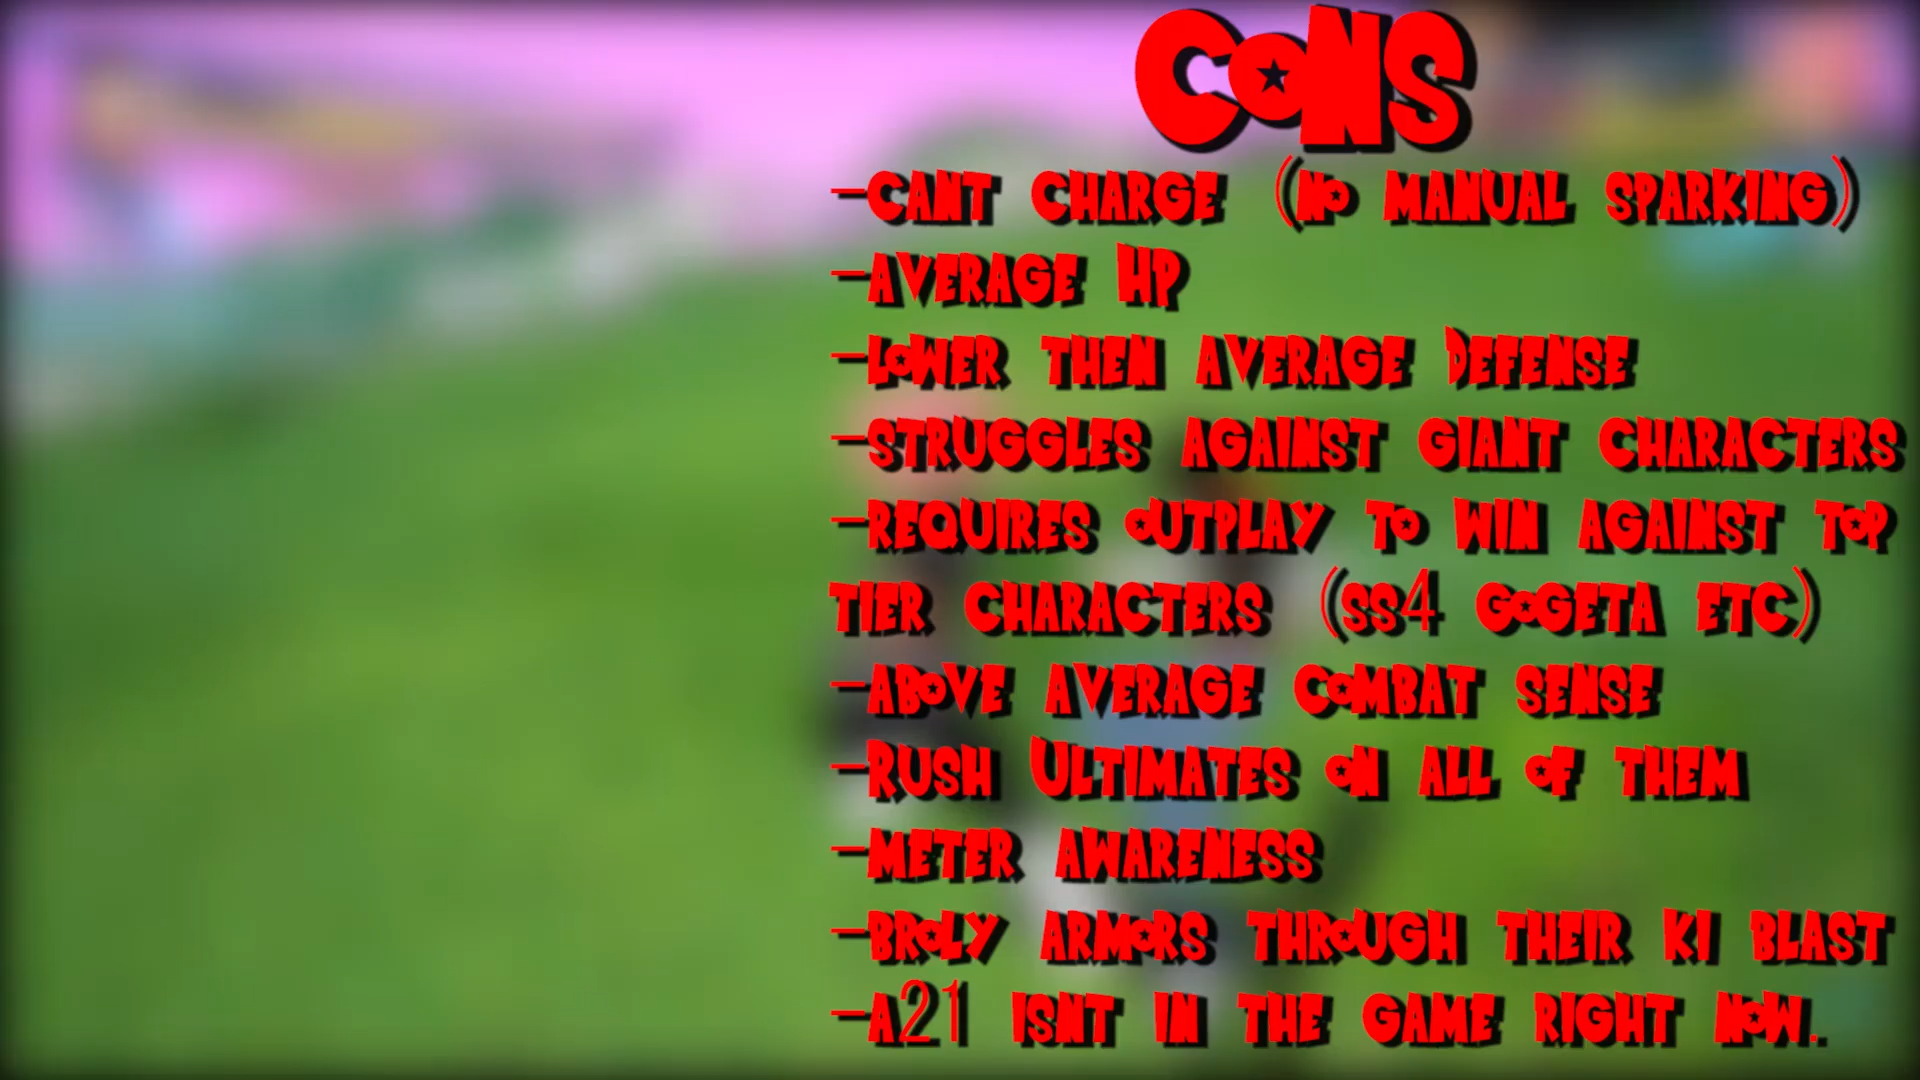 CONS
-CANT CHARGE (NO MANUAL SPARKING)
-AVERAGE HP
-LOWER THEN AVERAGE DEFENSE
-STRUGGLES AGAINST GIANT CHARACTERS
-REQUIRES OUTPLAY TO WIN AGAINST TOP
TIER CHARACTERS (SS4 GOGETA ETC)
-ABOVE AVERAGE COMBAT SENSE
-RUSH ULTIMATES ON ALL OF THEM
-METER AWARENESS
-BROLY ARMORS THROUGH THEIR KI BLAST
-A21 ISNT IN THE GAME RIGHT NOW.